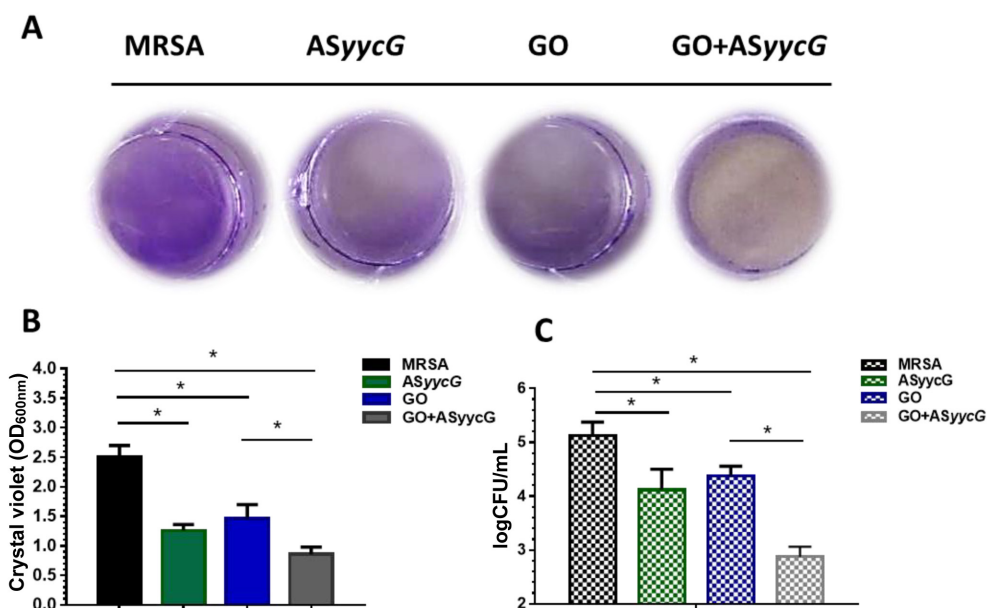 A
MRSA ASyycG GO GO+ASyycG
B
Crystal violet (OD600nm)
4.0
3.5
3.0
2.5
2.0
1.5
1.0
0.5
0.0
*
*
*
*
MRSA
ASyycG
GO
GO+ASyycG
C
logCFU/mL
6
5
4
3
2
*
*
*
*
MRSA
ASyycG
GO
GO+ASyycG